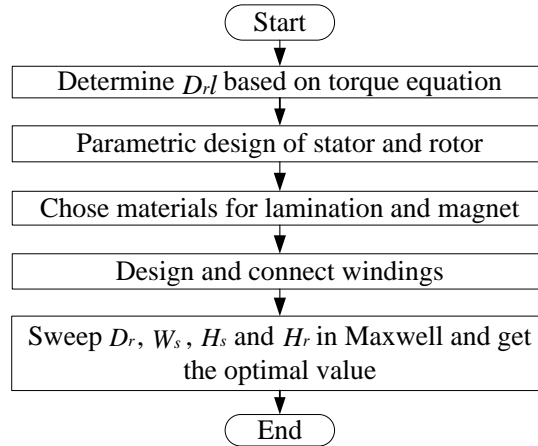 Start
Determine Drl based on torque equation
Parametric design of stator and rotor
Chose materials for lamination and magnet
Design and connect windings
Sweep Dr, Ws, Hs and Hr in Maxwell and get
the optimal value
End